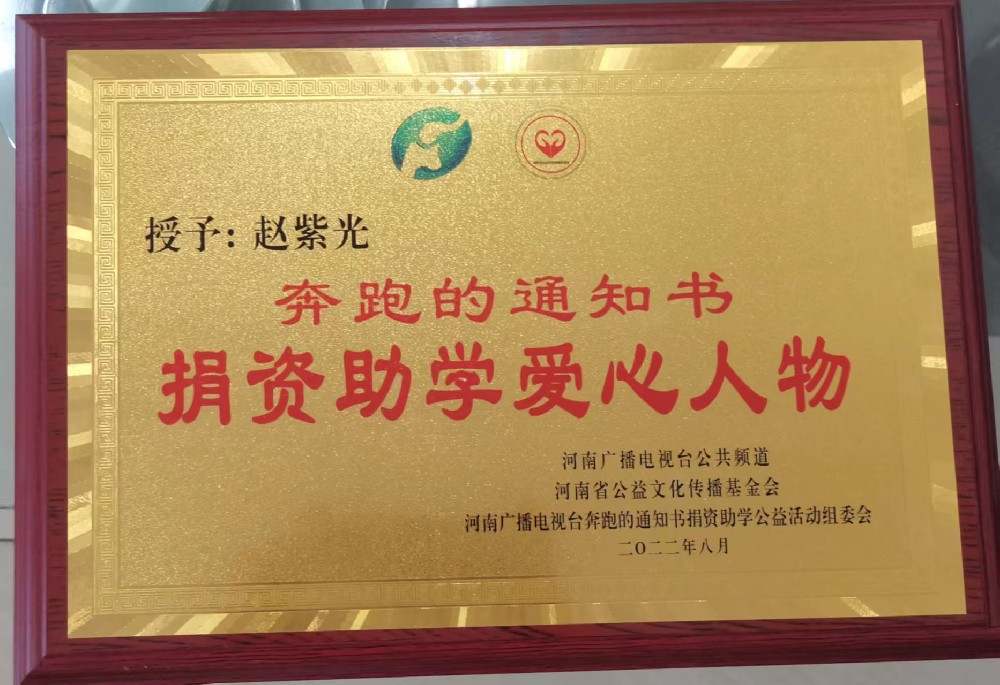 授予：赵紫光
奔跑的通知书
捐资助学爱心人物
河南广播电视台公共频道
河南省公益文化传播基金会
河南广播电视台奔跑的通知书捐资助学公益活动组委会
二〇二二年八月